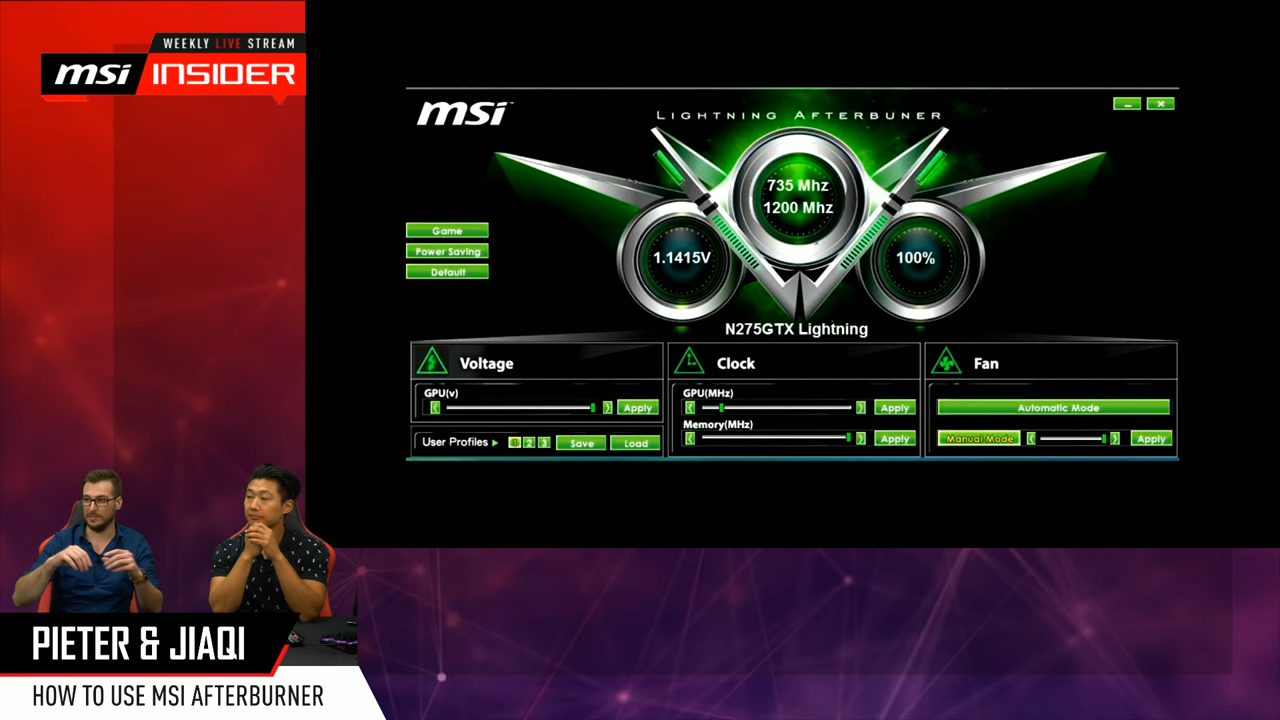 WEEKLY LIVE STREAM
msi INSIDER
msi
LIGHTNING AFTERBUNER
735 Mhz
1200 Mhz
Game
Power Saving
Default
1.1415V
100%
N275GTX Lightning
Voltage
GPU(v)
Apply
User Profiles
1 2 3
Save
Load
Clock
GPU(MHz)
Apply
Memory(MHz)
Apply
Fan
Automatic Mode
Manual Mode
Apply
PIETER & JIAQI
HOW TO USE MSI AFTERBURNER